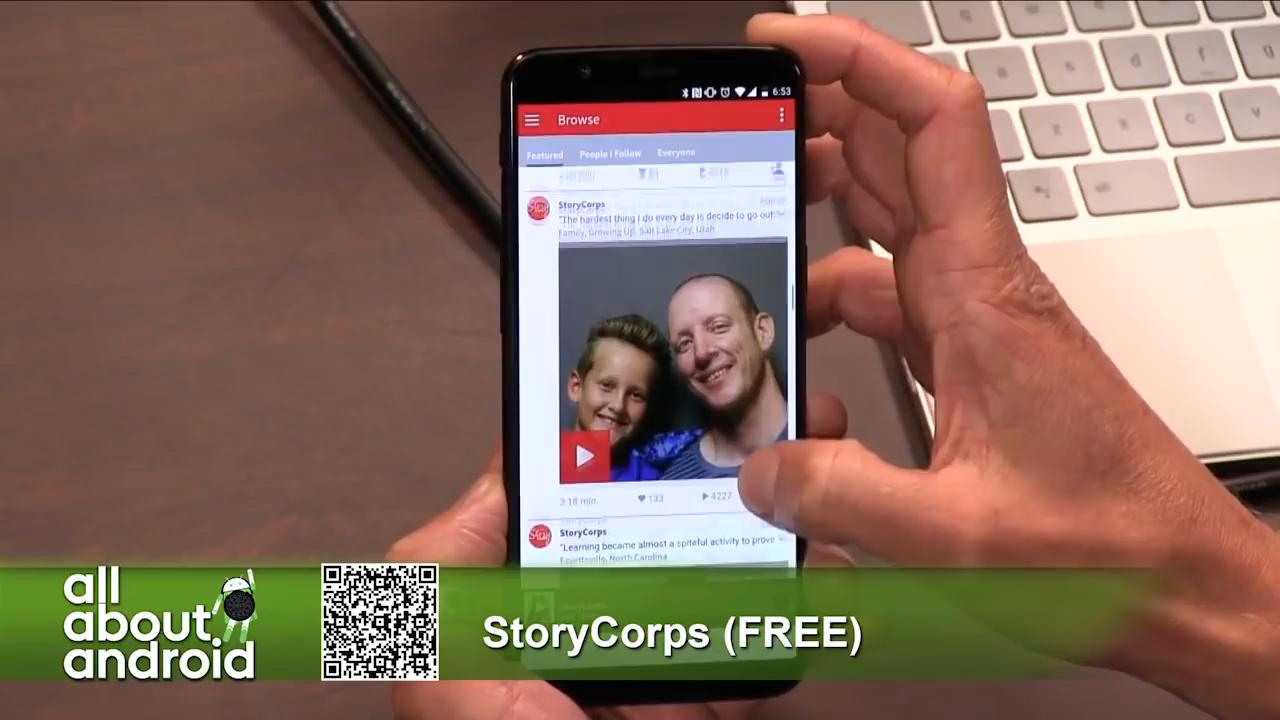 6:53
Browse
Featured People I Follow Everyone
StoryCorps
"The hardest thing I do every day is decide to go out
Family, Growing Up, Salt Lake City, Utah
3:18 min. 133 4227
StoryCorps
"Learning became almost a spiteful activity to prove
Fayetteville, North Carolina
all
about
android
StoryCorps (FREE)
q w e r t y
a s d f g
z x c v